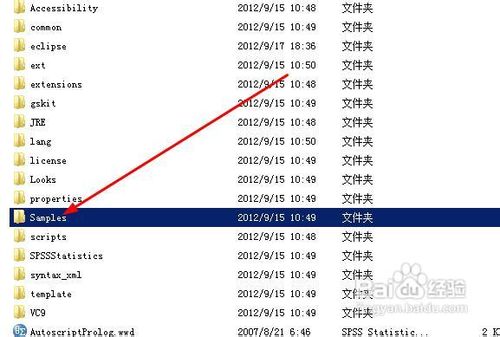 Accessibility 2012/9/15 10:49 文件夹
common 2012/9/15 10:49 文件夹
eclipse 2012/9/17 18:36 文件夹
ext 2012/9/15 10:50 文件夹
extensions 2012/9/15 10:48 文件夹
gskit 2012/9/15 10:49 文件夹
JRE 2012/9/15 10:48 文件夹
lang 2012/9/15 10:50 文件夹
license 2012/9/15 10:49 文件夹
Looks 2012/9/15 10:49 文件夹
properties 2012/9/15 10:49 文件夹
Samples 2012/9/15 10:49 文件夹
scripts 2012/9/15 10:48 文件夹
SPSSStatistics 2012/9/15 10:49 文件夹
syntax_xml 2012/9/15 10:49 文件夹
template 2012/9/15 10:49 文件夹
VC9 2012/9/15 10:49 文件夹
AutoscriptProlog.wwd 2007/8/21 6:46 SPSS Statistic... 2 K
Baidu 百度经验
jingyan.baidu.com